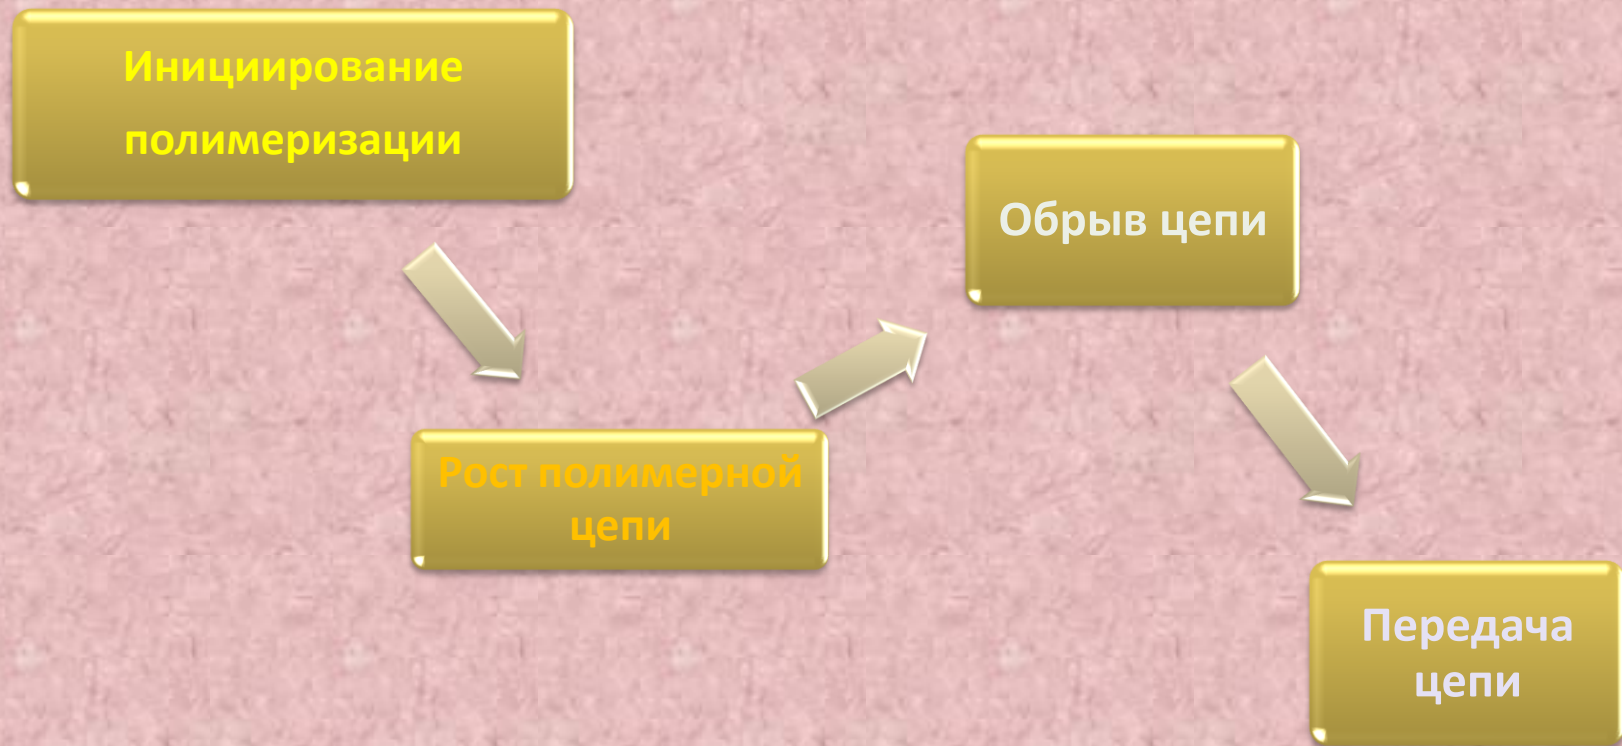 Инициирование
полимеризации
Рост полимерной
цепи
Обрыв цепи
Передача
цепи